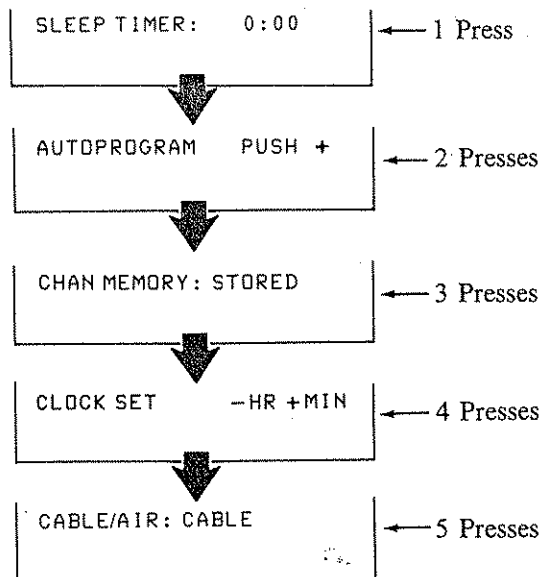 SLEEP TIMER: 0:00
1 Press
AUTOPROGRAM PUSH +
2 Presses
CHAN MEMORY: STORED
3 Presses
CLOCK SET -HR +MIN
4 Presses
CABLE/AIR: CABLE
5 Presses